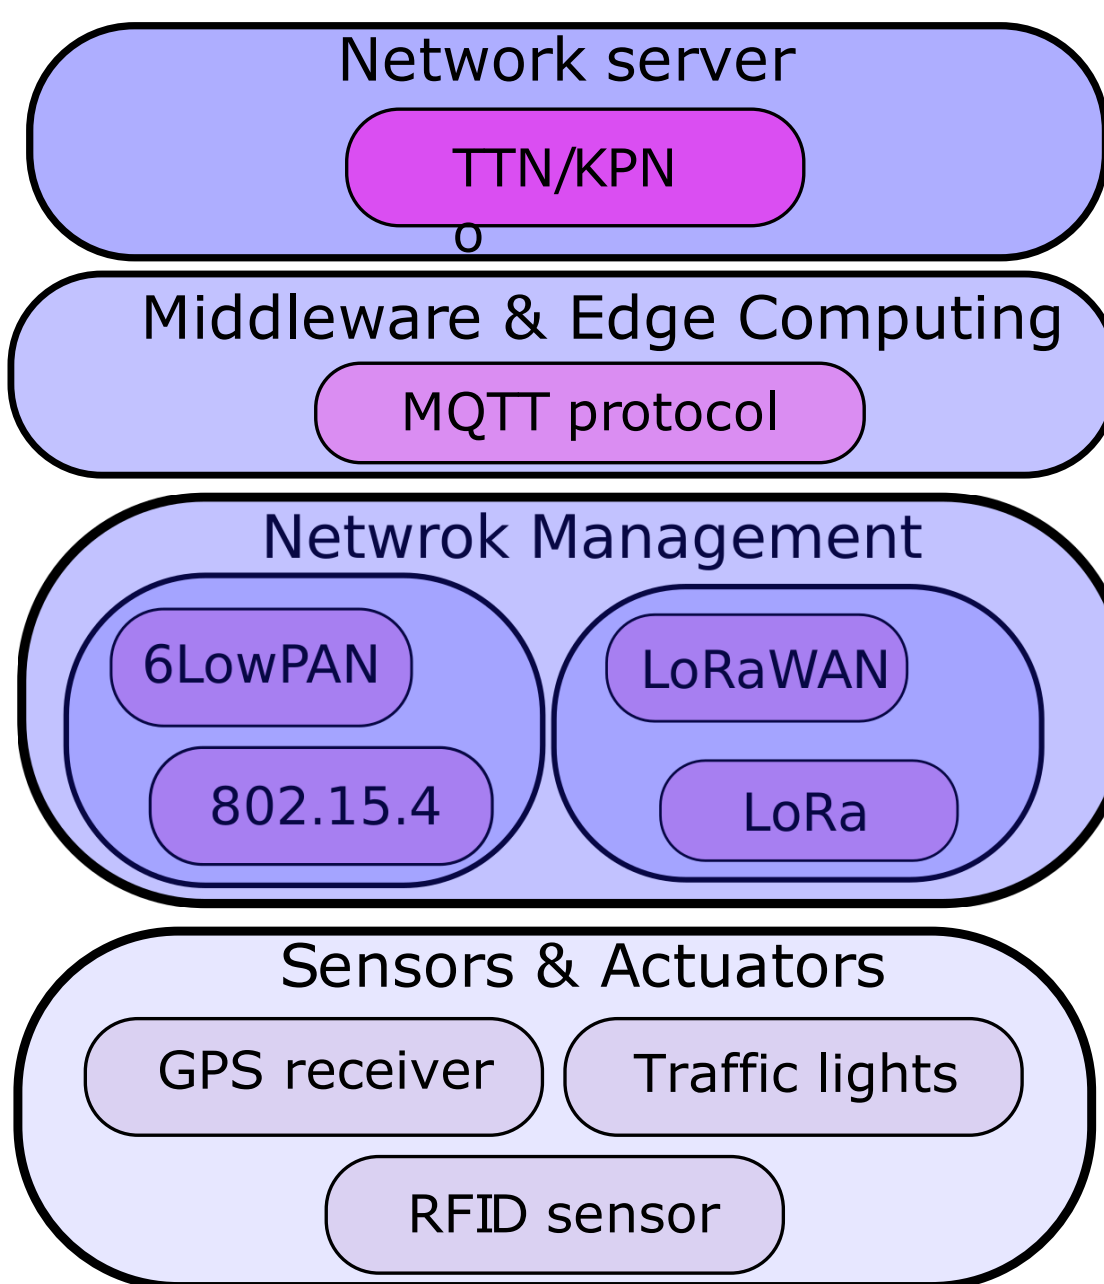 Network server
TTN/KPN
o
Middleware & Edge Computing
MQTT protocol
Netwrok Management
6LowPAN
LoRaWAN
802.15.4
LoRa
Sensors & Actuators
GPS receiver
Traffic lights
RFID sensor